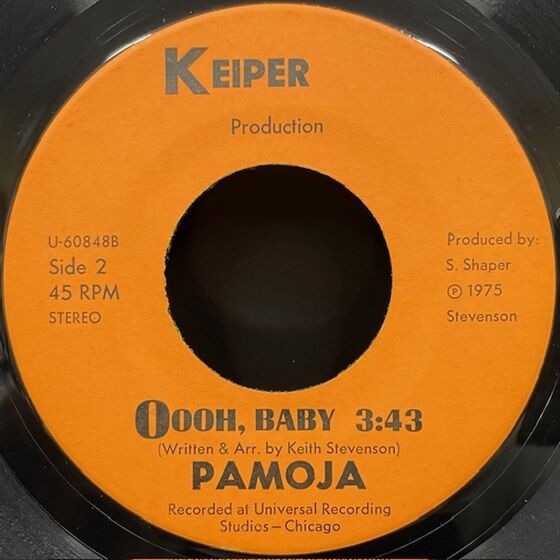 KEIPER
Production
U-60848B
Side 2
45 RPM
STEREO
Produced by:
S. Shaper
Ⓟ 1975
Stevenson
OOOH, BABY 3:43
(Written & Arr. by Keith Stevenson)
PAMOJA
Recorded at Universal Recording
Studios — Chicago